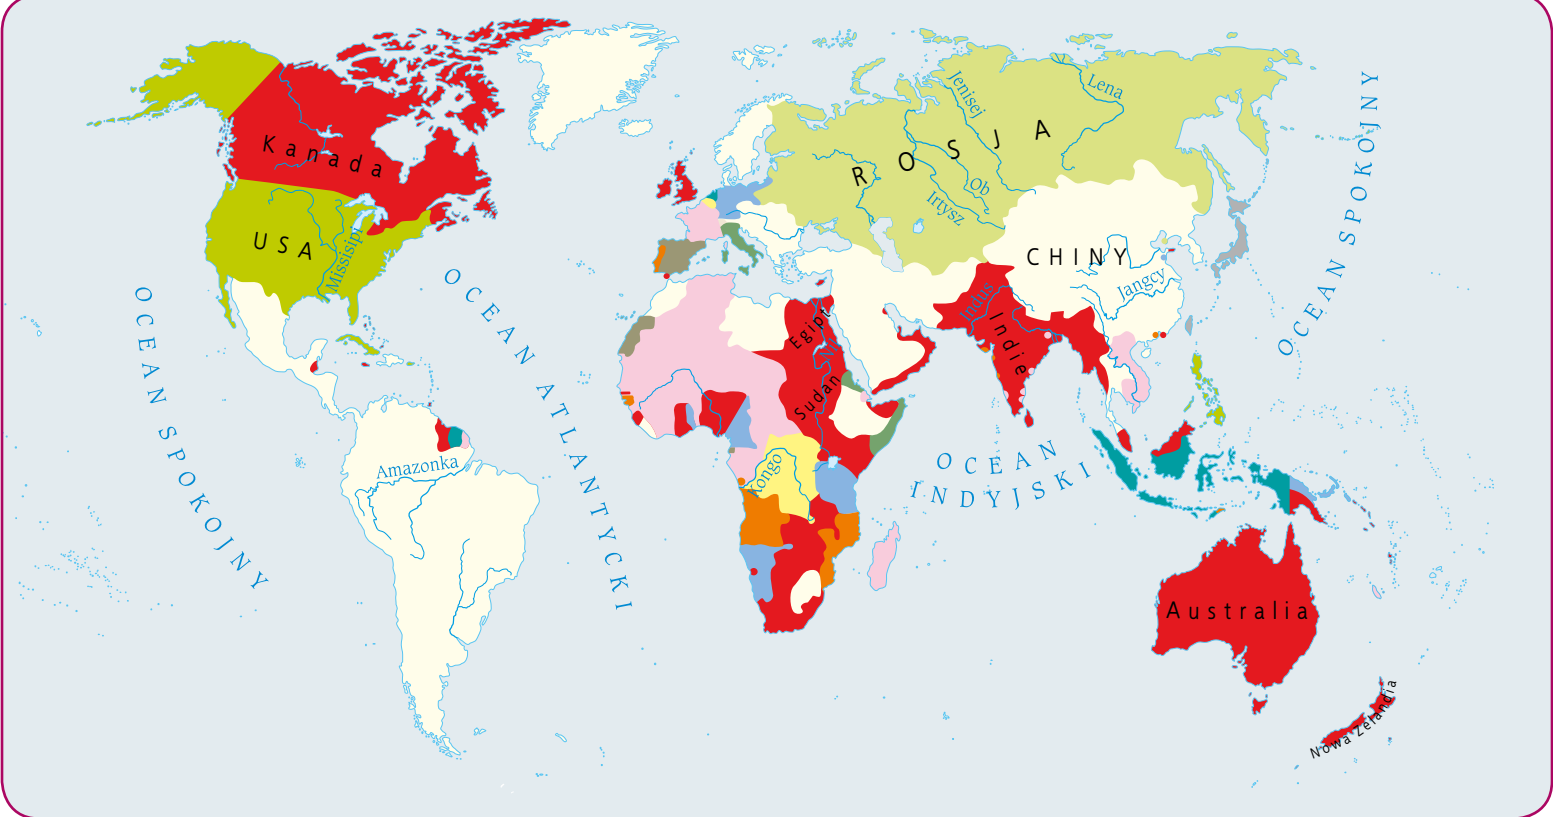 Kanada
USA
Missisipi
OCEAN SPOKOJNY
OCEAN ATLANTYCKI
Amazonka
ROSJA
Jenisej
Lena
Ob
Irtysz
OCEAN SPOKOJNY
CHINY
Jangcy
Indus
Indie
Egipt
Nil
Sudan
Kongo
OCEAN
INDYJSKI
Australia
Nowa Zelandia